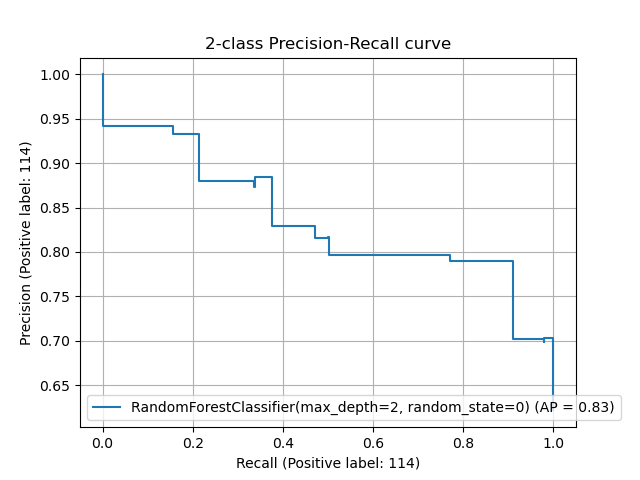 2-class Precision-Recall curve
1.00
0.95
0.90
0.85
0.80
0.75
0.70
0.65
Precision (Positive label: 114)
RandomForestClassifier(max_depth=2, random_state=0) (AP = 0.83)
0.0 0.2 0.4 0.6 0.8 1.0
Recall (Positive label: 114)